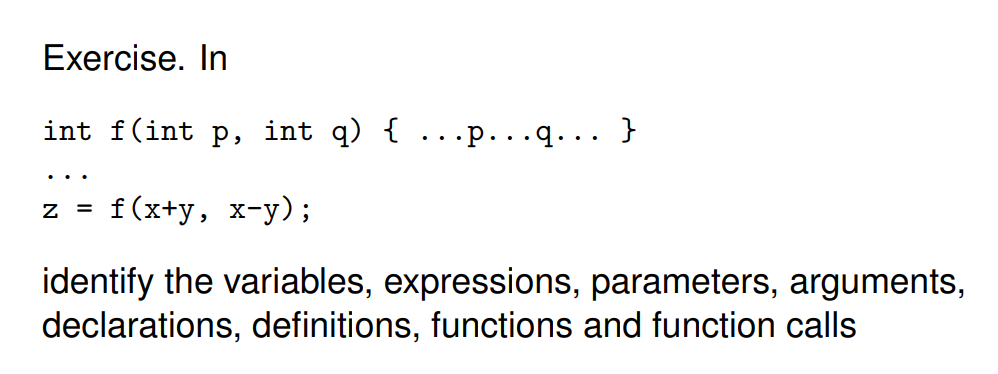 Exercise. In
int f(int p, int q) { ...p...q... }
...
z = f(x+y, x-y);
identify the variables, expressions, parameters, arguments,
declarations, definitions, functions and function calls